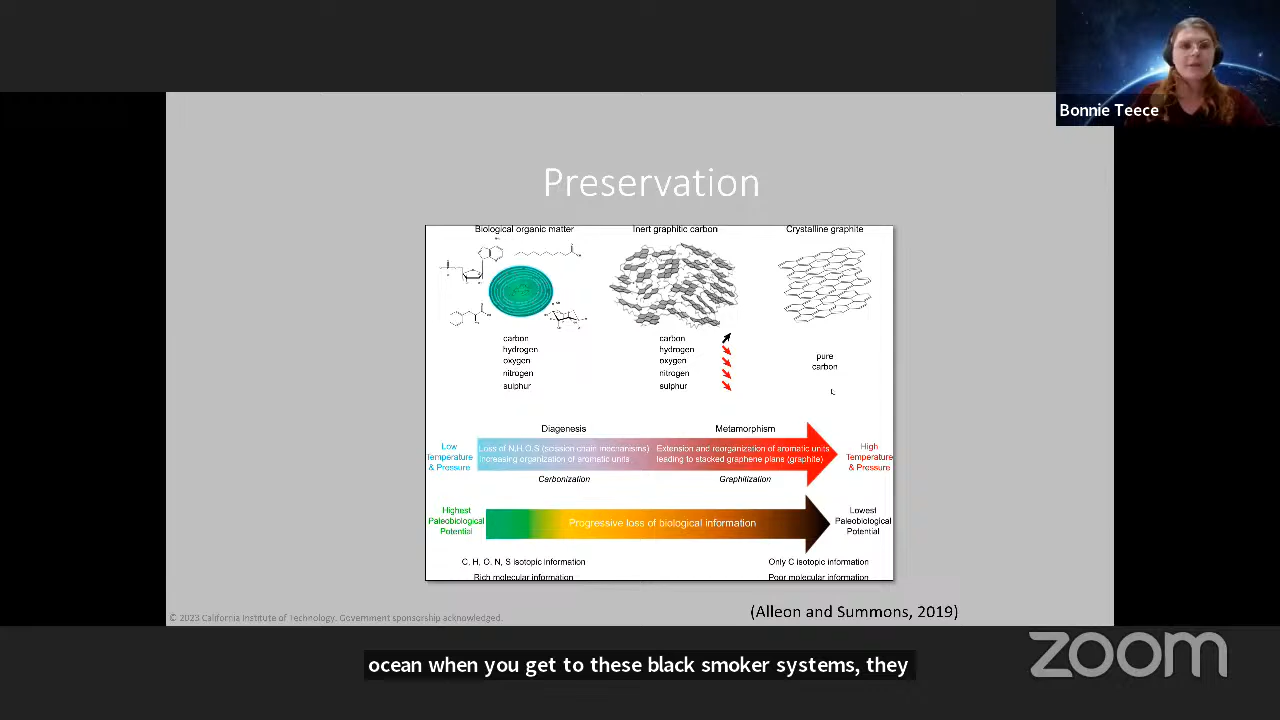 Bonnie Teece
Preservation
Biological organic matter
Inert graphitic carbon
Crystalline graphite
carbon
hydrogen
oxygen
nitrogen
sulphur
carbon
hydrogen
oxygen
nitrogen
sulphur
pure
carbon
Diagenesis
Metamorphism
Low
Temperature
& Pressure
Loss of N,H,O,S (scission chain mechanisms)
Increasing organization of aromatic units
Extension and reorganization of aromatic units
leading to stacked graphene plans (graphite)
High
Temperature
& Pressure
Carbonization
Graphitization
Highest
Paleobiological
Potential
Progressive loss of biological information
Lowest
Paleobiological
Potential
C, H, O, N, S isotopic information
Rich molecular information
Only C isotopic information
Poor molecular information
(Alleon and Summons, 2019)
© 2023 California Institute of Technology. Government sponsorship acknowledged.
ocean when you get to these black smoker systems, they
zoom